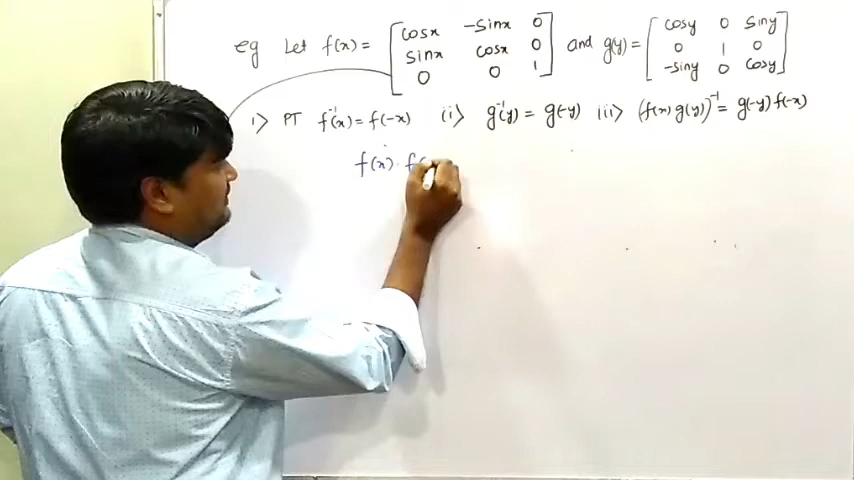 eg Let f(x) = [cosx -sinx 0 and g(y) = [cosy 0 siny
sinx cosx 0 0 1 0
0 0 1] -siny 0 cosy]
i> PT f⁻¹(x) = f(-x) (i> g⁻¹(y) = g(-y) iii> (f(x) g(y))⁻¹ = g(-y) f(-x)
f(x) · f(